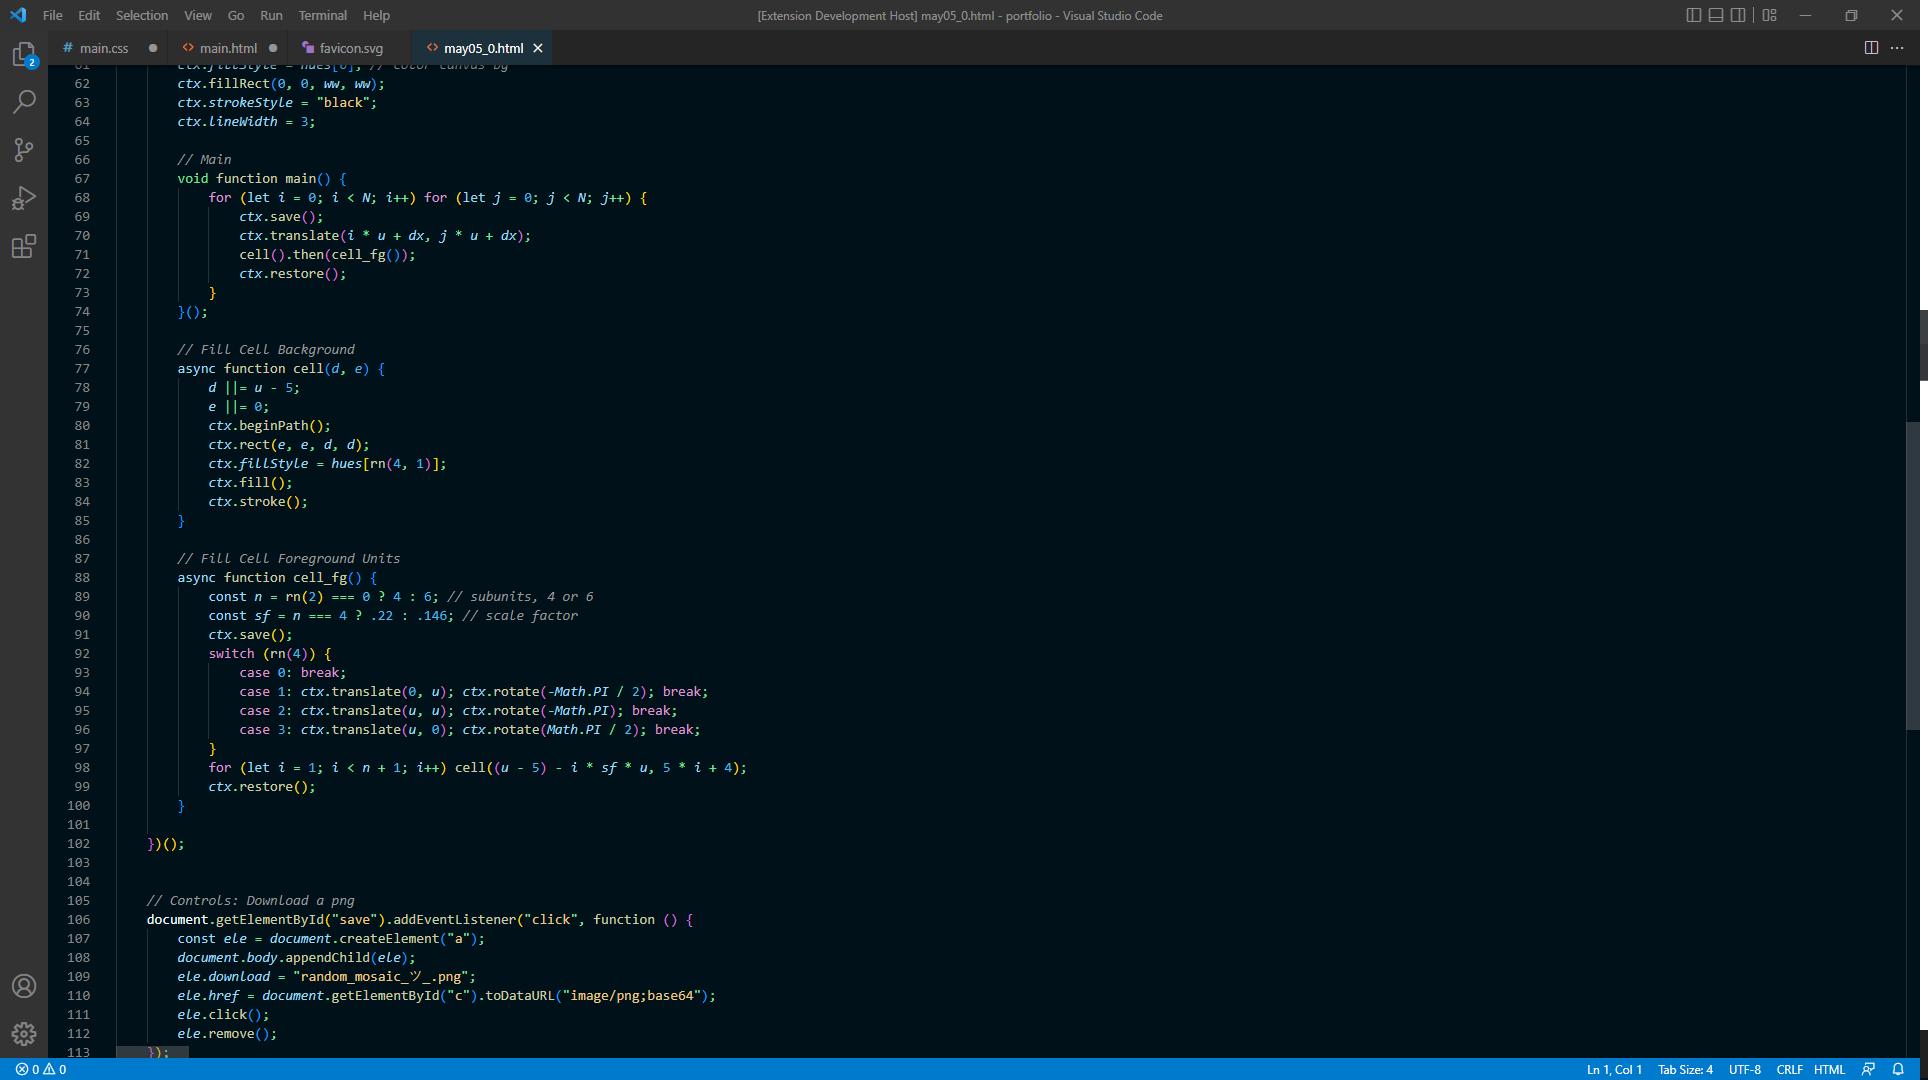 File Edit Selection View Go Run Terminal Help
[Extension Development Host] may05_0.html - portfolio - Visual Studio Code
# main.css
<> main.html
favicon.svg
<> may05_0.html
2
61 ctx.fillStyle = hues[0]; // color canvas bg
62 ctx.fillRect(0, 0, ww, ww);
63 ctx.strokeStyle = "black";
64 ctx.lineWidth = 3;
65
66 // Main
67 void function main() {
68 for (let i = 0; i < N; i++) for (let j = 0; j < N; j++) {
69 ctx.save();
70 ctx.translate(i * u + dx, j * u + dx);
71 cell().then(cell_fg());
72 ctx.restore();
73 }
74 }();
75
76 // Fill Cell Background
77 async function cell(d, e) {
78 d ||= u - 5;
79 e ||= 0;
80 ctx.beginPath();
81 ctx.rect(e, e, d, d);
82 ctx.fillStyle = hues[rn(4, 1)];
83 ctx.fill();
84 ctx.stroke();
85 }
86
87 // Fill Cell Foreground Units
88 async function cell_fg() {
89 const n = rn(2) === 0 ? 4 : 6; // subunits, 4 or 6
90 const sf = n === 4 ? .22 : .146; // scale factor
91 ctx.save();
92 switch (rn(4)) {
93 case 0: break;
94 case 1: ctx.translate(0, u); ctx.rotate(-Math.PI / 2); break;
95 case 2: ctx.translate(u, u); ctx.rotate(-Math.PI); break;
96 case 3: ctx.translate(u, 0); ctx.rotate(Math.PI / 2); break;
97 }
98 for (let i = 1; i < n + 1; i++) cell((u - 5) - i * sf * u, 5 * i + 4);
99 ctx.restore();
100 }
101
102 })();
103
104
105 // Controls: Download a png
106 document.getElementById("save").addEventListener("click", function () {
107 const ele = document.createElement("a");
108 document.body.appendChild(ele);
109 ele.download = "random_mosaic_ツ_.png";
110 ele.href = document.getElementById("c").toDataURL("image/png;base64");
111 ele.click();
112 ele.remove();
113 });
0 0
Ln 1, Col 1 Tab Size: 4 UTF-8 CRLF HTML